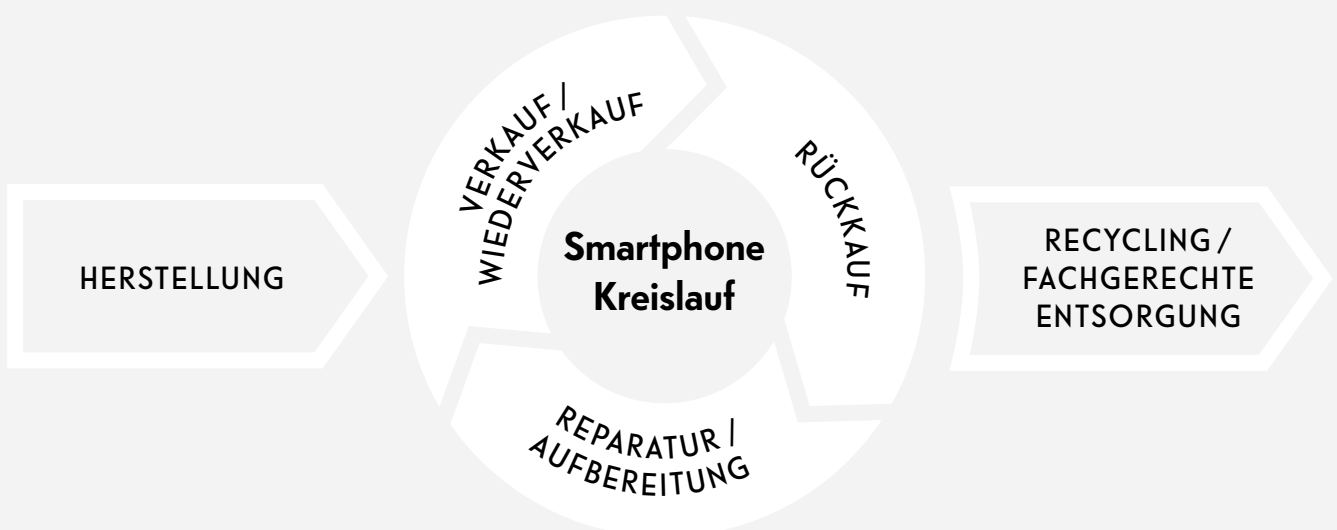 HERSTELLUNG
VERKAUF /
WIEDERVERKAUF
Smartphone
Kreislauf
RÜCKKAUF
REPARATUR /
AUFBEREITUNG
RECYCLING /
FACHGERECHTE
ENTSORGUNG